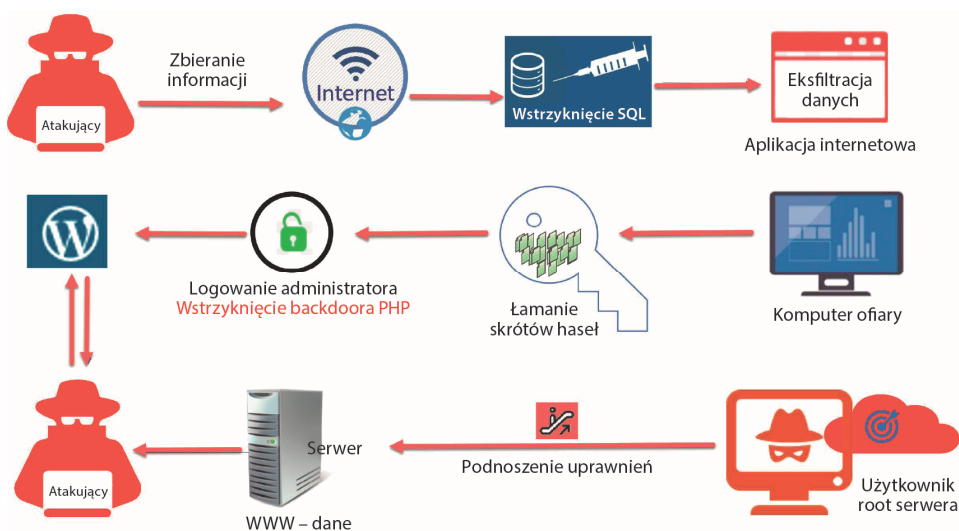 Zbieranie
informacji
Atakujący
Internet
Wstrzyknięcie SQL
Eksfiltracja
danych
Aplikacja internetowa
Logowanie administratora
Wstrzyknięcie backdoora PHP
Łamanie
skrótów haseł
Komputer ofiary
Atakujący
Serwer
WWW – dane
Podnoszenie uprawnień
Użytkownik
root serwera